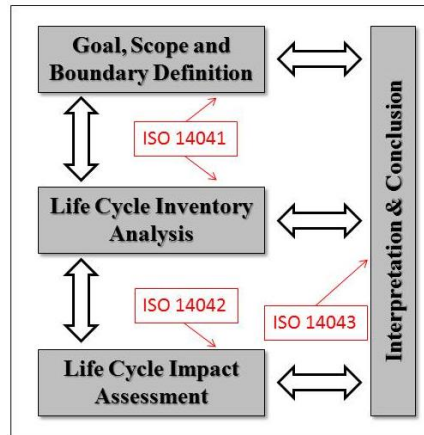 Goal, Scope and
Boundary Definition
ISO 14041
Life Cycle Inventory
Analysis
ISO 14042
ISO 14043
Life Cycle Impact
Assessment
Interpretation & Conclusion